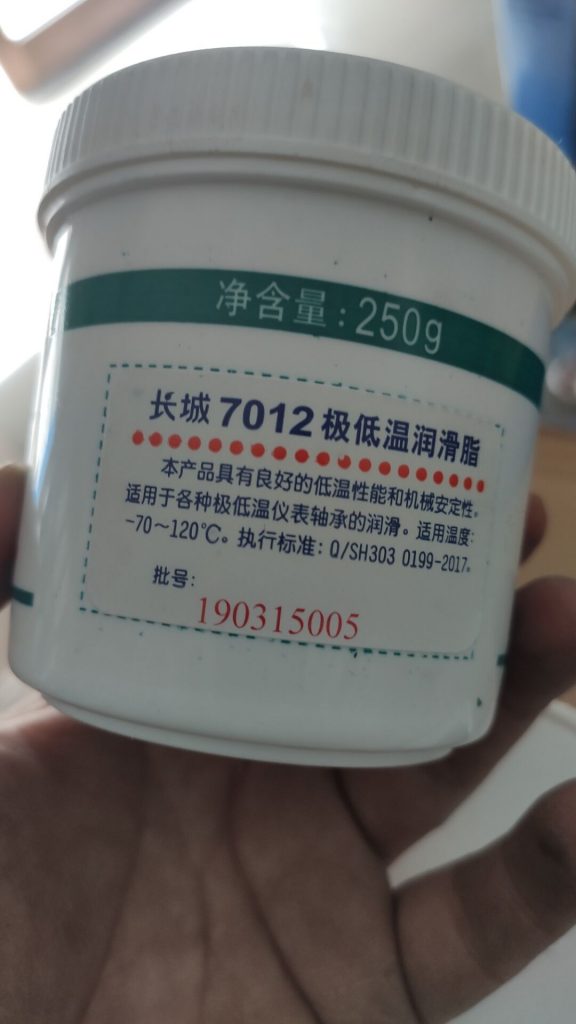 净含量:250g
长城 7012 极低温润滑脂
本产品具有良好的低温性能和机械安定性。
适用于各种极低温仪表轴承的润滑。适用温度:
-70～120℃。执行标准: Q/SH303 0199-2017。
批号:
190315005